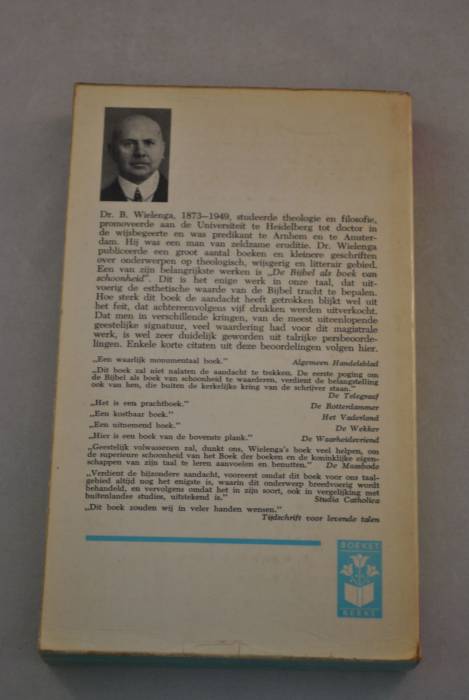 Dr. B. Wielenga, 1873—1949, studeerde theologie en filosofie,
promoveerde aan de Universiteit te Heidelberg tot doctor in
de wijsbegeerte en was predikant te Arnhem en te Amster-
dam. Hij was een man van zeldzame eruditie. Dr. Wielenga
publiceerde een groot aantal boeken en kleinere geschriften
over onderwerpen op theologisch, wijsgerig en litterair gebied.
Een van zijn belangrijkste werken is „De Bijbel als boek van
schoonheid”. Dit is het enige werk in onze taal, dat uit-
voerig de esthetische waarde van de Bijbel tracht te bepalen.
Hoe sterk dit boek de aandacht heeft getrokken blijkt wel uit
het feit, dat achtereenvolgens vijf drukken werden uitverkocht.
Dat men in verschillende kringen, van de meest uiteenlopende
geestelijke signatuur, veel waardering had voor dit magistrale
werk, is wel zeer duidelijk geworden uit talrijke persbeoorde-
lingen. Enkele korte citaten uit deze beoordelingen volgen hier.
„Een waarlijk monumentaal boek.” Algemeen Handelsblad
„Dit boek zal niet nalaten de aandacht te trekken. De eerste poging om
de Bijbel als boek van schoonheid te waarderen, verdient de belangstelling
ook van hen, die buiten de kerkelijke kring van de schrijver staan.”
De Telegraaf
„Het is een prachtboek.” De Rotterdammer
„Een kostbaar boek.” Het Vaderland
„Een uitnemend boek.” De Wekker
„Hier is een boek van de bovenste plank.” De Waarheidsvriend
„Geestelijk volwassenen zal, dunkt ons, Wielenga's boek veel helpen, om
de superieure schoonheid van het Boek der boeken en de koninklijke eigen-
schappen van zijn taal te leren aanvoelen en benutten.” De Maasbode
„Verdient de bijzondere aandacht, vooreerst omdat dit boek voor ons taal-
gebied altijd nog het enigste is, waarin dit onderwerp breedvoerig wordt
behandeld, en vervolgens omdat het in zijn soort, ook in vergelijking met
buitenlandse studies, uitstekend is.” Studia Catholica
„Dit boek zouden wij in veler handen wensen.”
Tijdschrift voor levende talen
BOEKET
REEKS